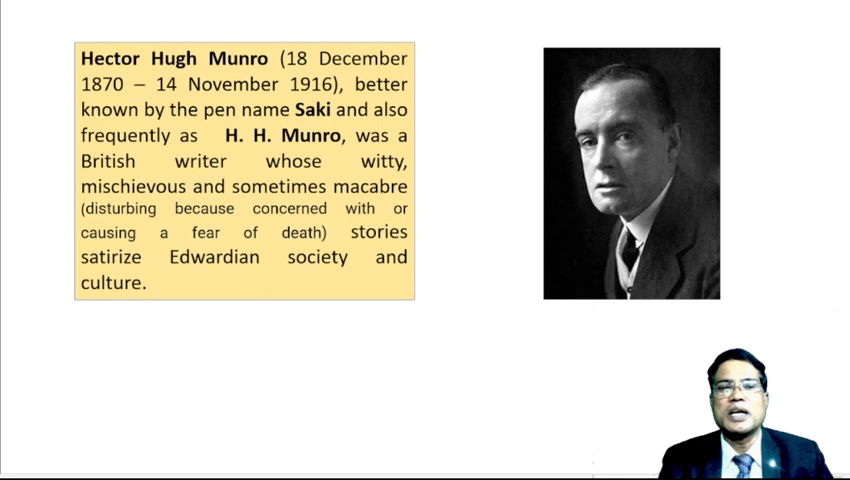 Hector Hugh Munro (18 December
1870 – 14 November 1916), better
known by the pen name Saki and also
frequently as H. H. Munro, was a
British writer whose witty,
mischievous and sometimes macabre
(disturbing because concerned with or
causing a fear of death) stories
satirize Edwardian society and
culture.